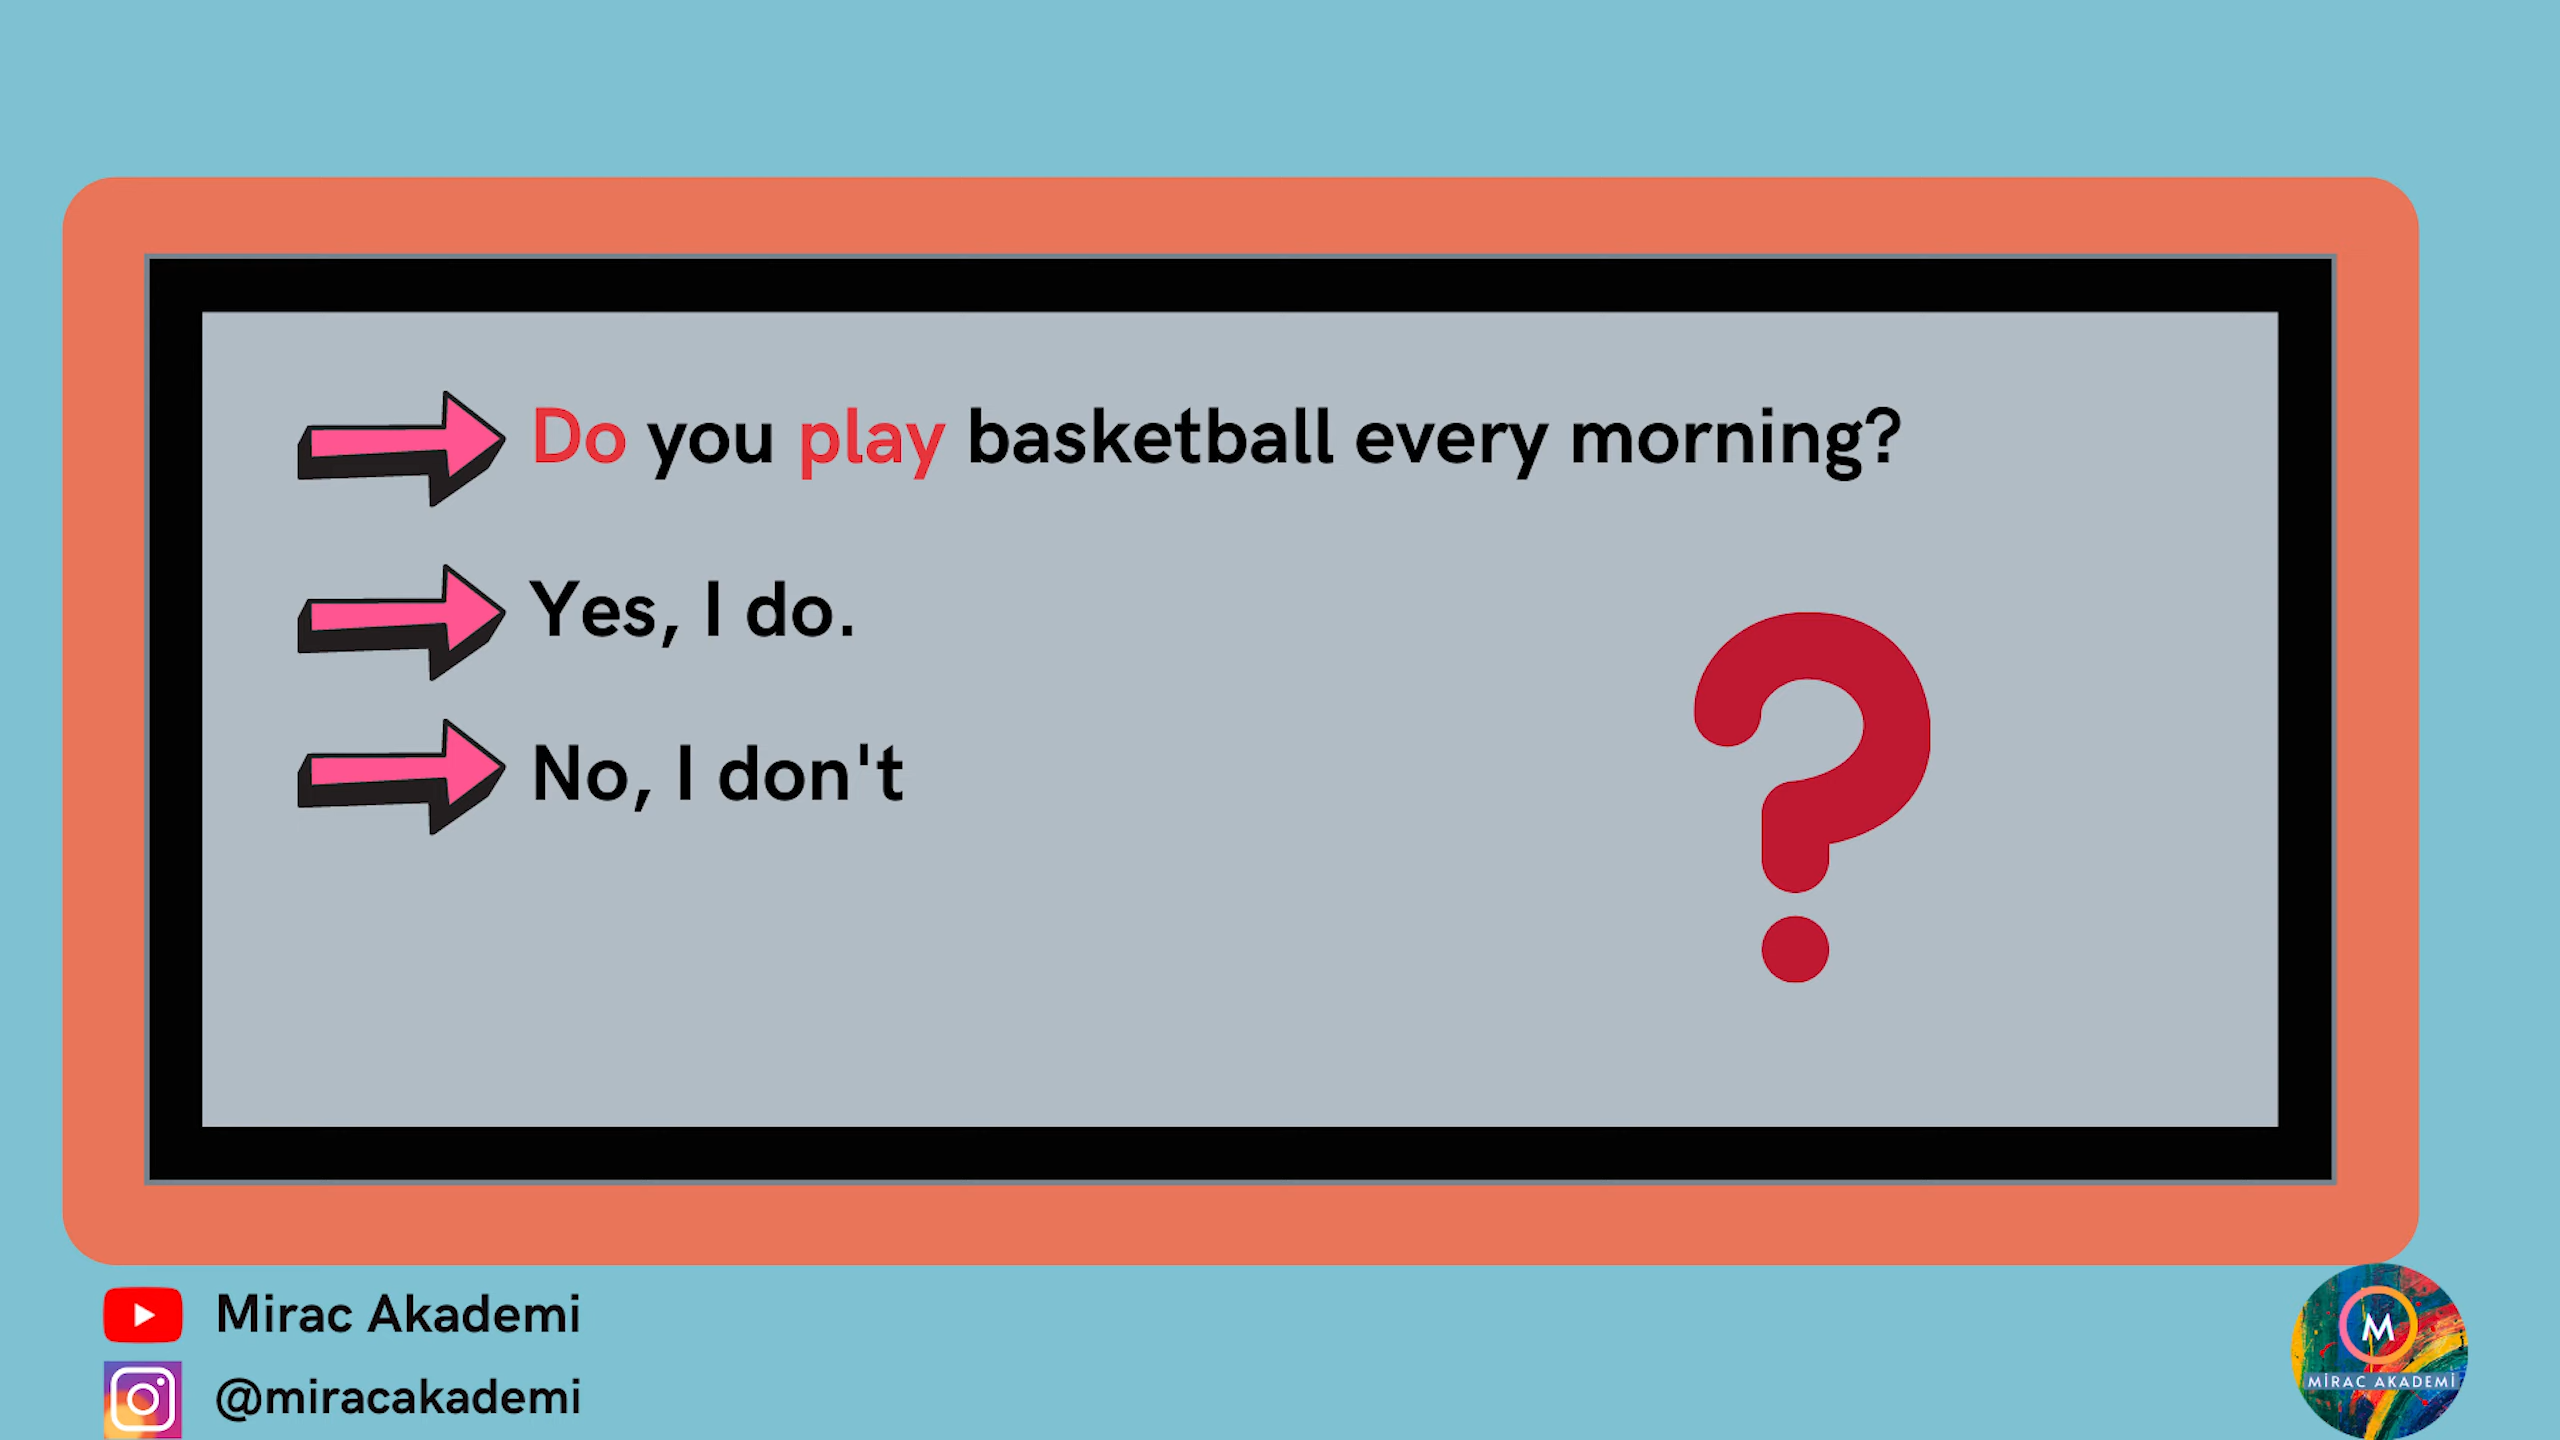 Do you play basketball every morning?
Yes, I do.
No, I don't
?
Mirac Akademi
@miracakademi
M
MİRAC AKADEMİ